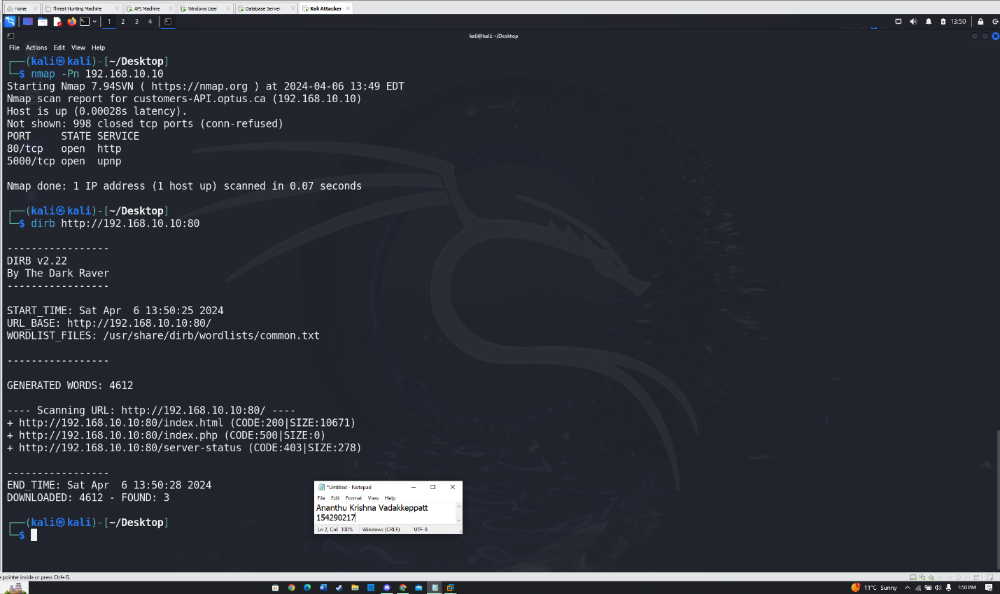 Home
Threat Hunting Machine
API Machine
Windows User
Database Server
Kali Attacker
1 2 3 4
13:50
kali@kali: ~/Desktop
File Actions Edit View Help
┌──(kali㉿kali)-[~/Desktop]
└─$ nmap -Pn 192.168.10.10
Starting Nmap 7.94SVN ( https://nmap.org ) at 2024-04-06 13:49 EDT
Nmap scan report for customers-API.optus.ca (192.168.10.10)
Host is up (0.00028s latency).
Not shown: 998 closed tcp ports (conn-refused)
PORT     STATE SERVICE
80/tcp   open  http
5000/tcp open  upnp
Nmap done: 1 IP address (1 host up) scanned in 0.07 seconds
┌──(kali㉿kali)-[~/Desktop]
└─$ dirb http://192.168.10.10:80
-----------------
DIRB v2.22
By The Dark Raver
-----------------
START_TIME: Sat Apr  6 13:50:25 2024
URL_BASE: http://192.168.10.10:80/
WORDLIST_FILES: /usr/share/dirb/wordlists/common.txt
-----------------
GENERATED WORDS: 4612
---- Scanning URL: http://192.168.10.10:80/ ----
+ http://192.168.10.10:80/index.html (CODE:200|SIZE:10671)
+ http://192.168.10.10:80/index.php (CODE:500|SIZE:0)
+ http://192.168.10.10:80/server-status (CODE:403|SIZE:278)
-----------------
END_TIME: Sat Apr  6 13:50:28 2024
DOWNLOADED: 4612 - FOUND: 3
┌──(kali㉿kali)-[~/Desktop]
└─$
*Untitled - Notepad
File Edit Format View Help
Ananthu Krishna Vadakkeppatt
154290217
Ln 2, Col 100% Windows (CRLF) UTF-8
e pointer inside or press Ctrl+G.
11°C Sunny
1:50 PM